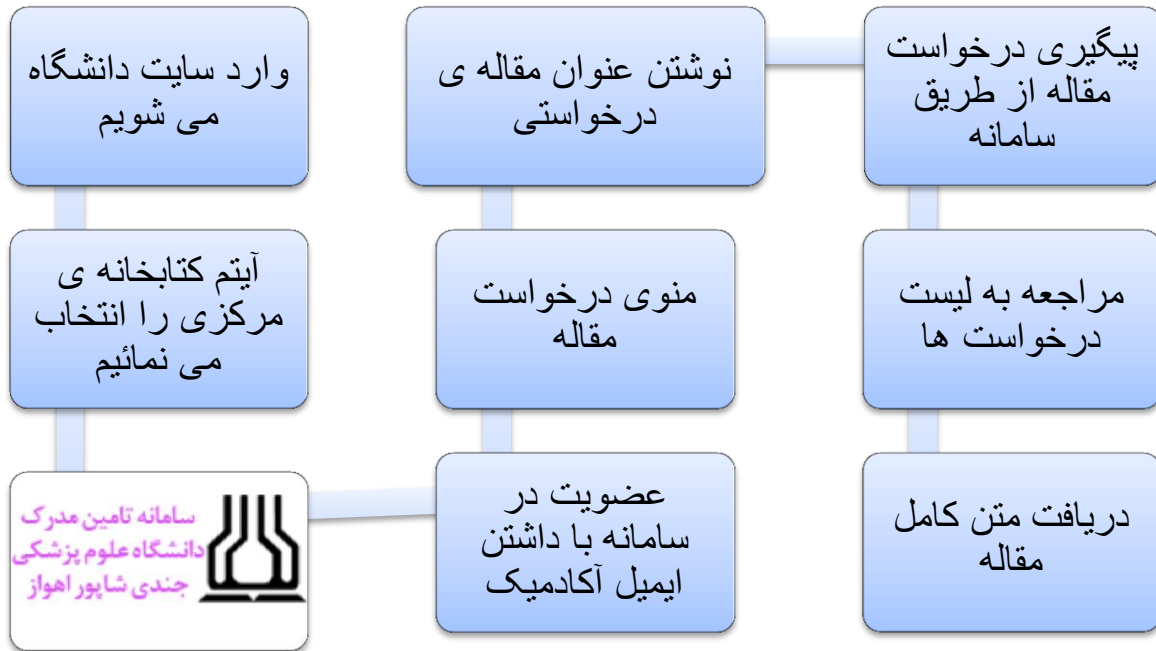 وارد سایت دانشگاه
می شویم
آیتم کتابخانه ی
مرکزی را انتخاب
می نمائیم
سامانه تامین مدرک
دانشگاه علوم پزشکی
جندی شاپور اهواز
عضویت در
سامانه با داشتن
ایمیل آکادمیک
منوی درخواست
مقاله
نوشتن عنوان مقاله ی
درخواستی
پیگیری درخواست
مقاله از طریق
سامانه
مراجعه به لیست
درخواست ها
دریافت متن کامل
مقاله